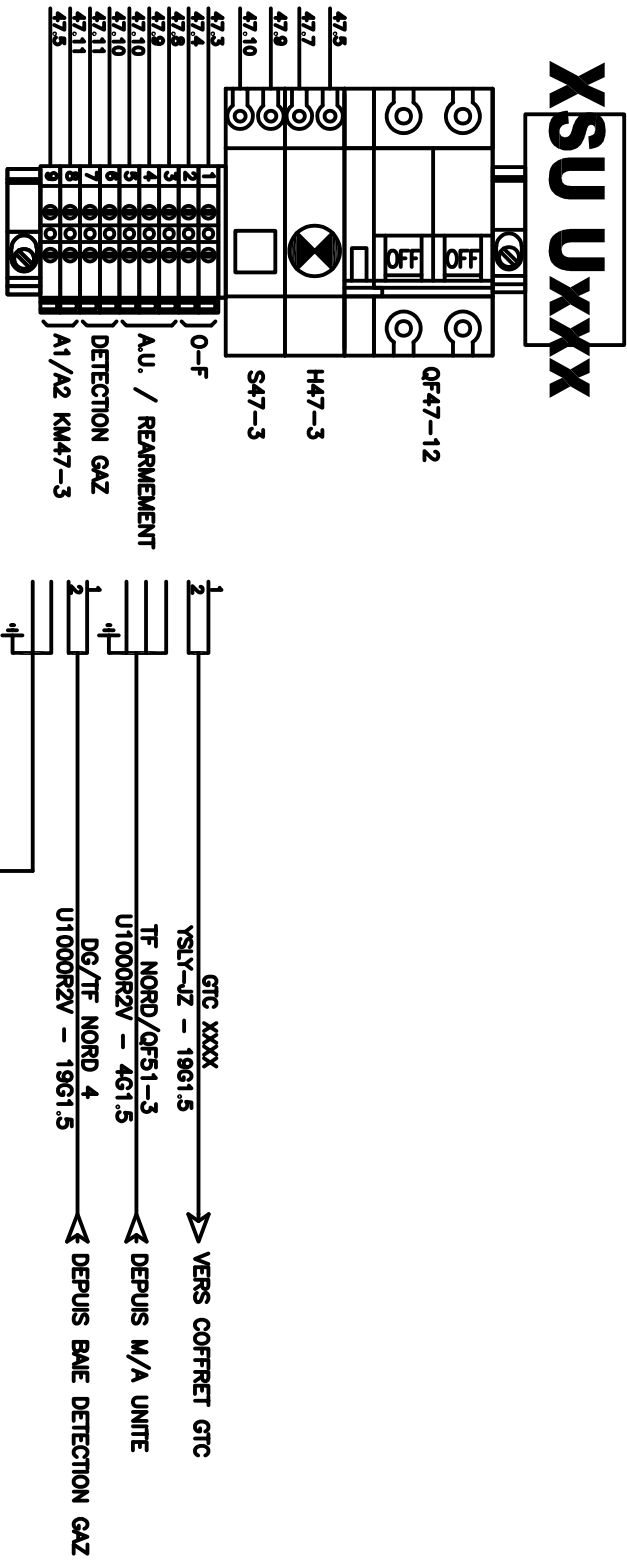 XSU UXXX
OFF
OFF
QF47-12
H47-3
S47-3
47.5
47.7
47.9
47.10
47.3
47.4
47.8
47.9
47.10
47.10
47.11
47.11
47.5
1
2
3
4
5
6
7
8
9
O-F
A.U. / REARMEMENT
DETECTION GAZ
A1/A2 KM47-3
1
2
GTC XXXX
YSLY-JZ - 19G1.5
VERS COFFRET GTC
TF NORD/QF51-3
U1000R2V - 4G1.5
DEPUIS M/A UNITE
1
2
DG/TF NORD 4
U1000R2V - 19G1.5
DEPUIS BAIE DETECTION GAZ